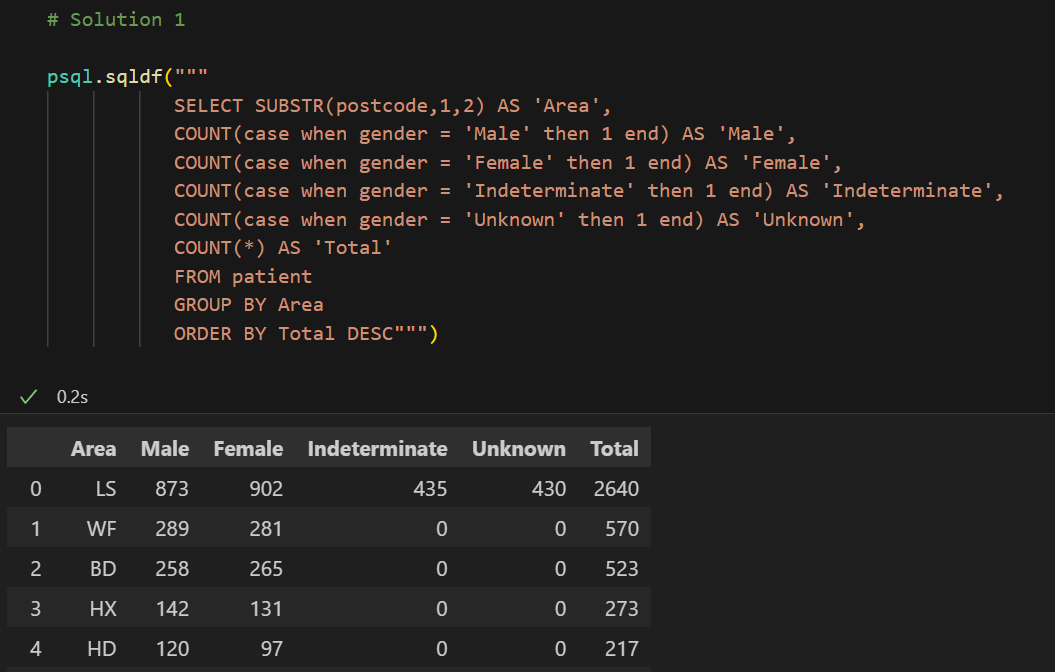 # Solution 1
psql.sqldf("""
SELECT SUBSTR(postcode,1,2) AS 'Area',
COUNT(case when gender = 'Male' then 1 end) AS 'Male',
COUNT(case when gender = 'Female' then 1 end) AS 'Female',
COUNT(case when gender = 'Indeterminate' then 1 end) AS 'Indeterminate',
COUNT(case when gender = 'Unknown' then 1 end) AS 'Unknown',
COUNT(*) AS 'Total'
FROM patient
GROUP BY Area
ORDER BY Total DESC""")
0.2s
Area Male Female Indeterminate Unknown Total
0 LS 873 902 435 430 2640
1 WF 289 281 0 0 570
2 BD 258 265 0 0 523
3 HX 142 131 0 0 273
4 HD 120 97 0 0 217